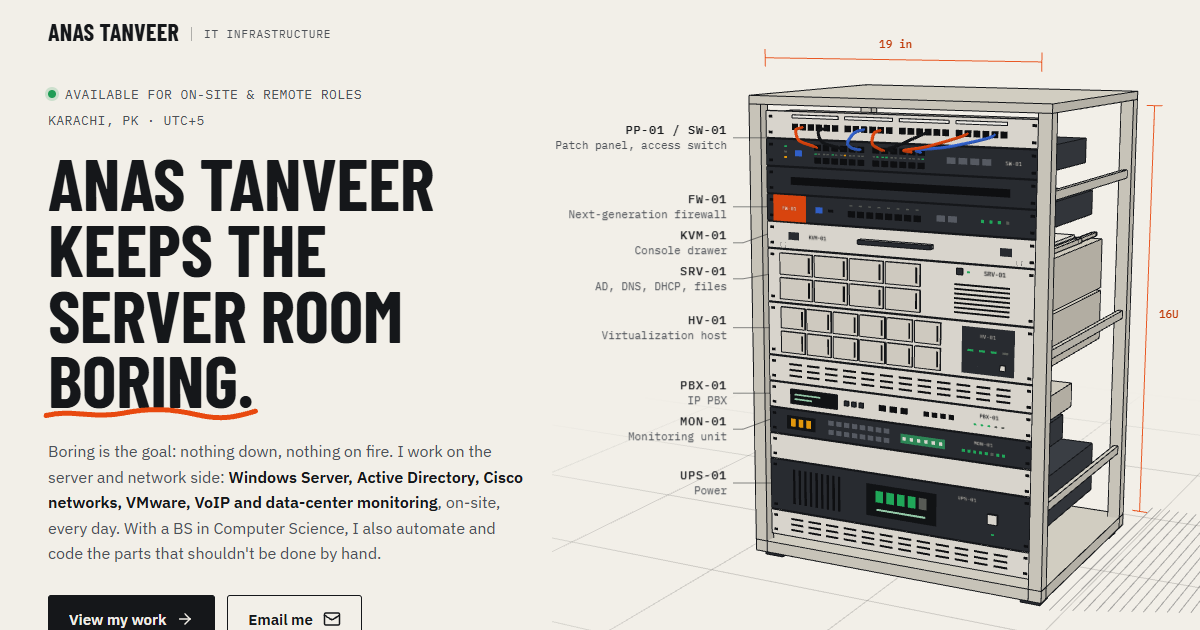 ANAS TANVEER
IT INFRASTRUCTURE
AVAILABLE FOR ON-SITE & REMOTE ROLES
KARACHI, PK · UTC+5
ANAS TANVEER
KEEPS THE
SERVER ROOM
BORING.
Boring is the goal: nothing down, nothing on fire. I work on the
server and network side: Windows Server, Active Directory, Cisco
networks, VMware, VoIP and data-center monitoring, on-site,
every day. With a BS in Computer Science, I also automate and
code the parts that shouldn't be done by hand.
View my work
Email me
19 in
16U
PP-01 / SW-01
Patch panel, access switch
FW-01
Next-generation firewall
KVM-01
Console drawer
SRV-01
AD, DNS, DHCP, files
HV-01
Virtualization host
PBX-01
IP PBX
MON-01
Monitoring unit
UPS-01
Power
SW-01
FW-01
KVM-01
SRV-01
HV-01
PBX-01
MON-01
UPS-01